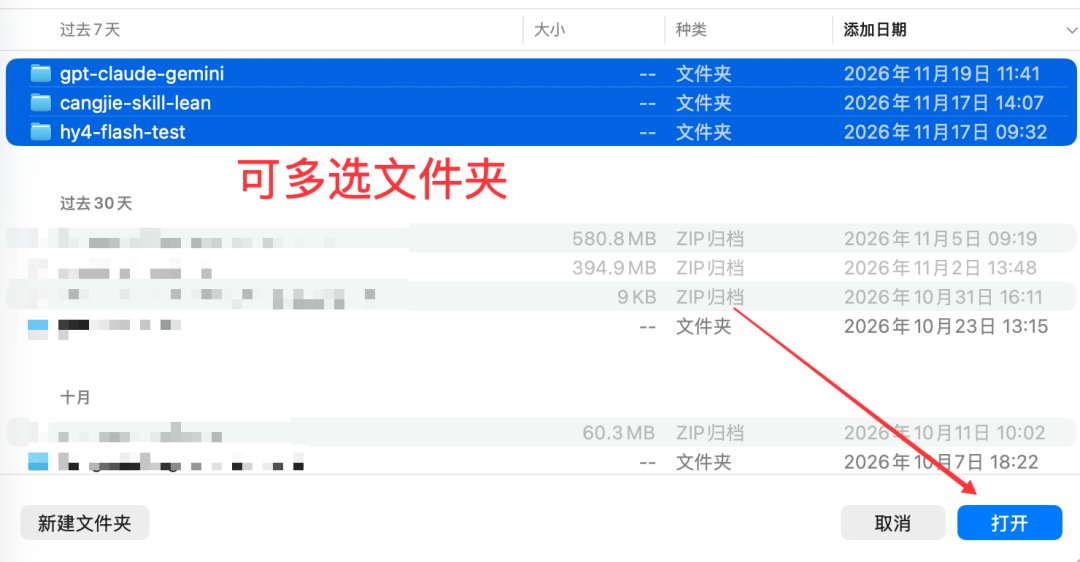 过去7天 大小 种类 添加日期
gpt-claude-gemini -- 文件夹 2026年11月19日 11:41
cangjie-skill-lean -- 文件夹 2026年11月17日 14:07
hy4-flash-test -- 文件夹 2026年11月17日 09:32
可多选文件夹
过去30天
580.8 MB ZIP归档 2026年11月5日 09:19
394.9 MB ZIP归档 2026年11月2日 13:48
9 KB ZIP归档 2026年10月31日 16:11
-- 文件夹 2026年10月23日 13:15
十月
60.3 MB ZIP归档 2026年10月11日 10:02
-- 文件夹 2026年10月7日 18:22
新建文件夹 取消 打开